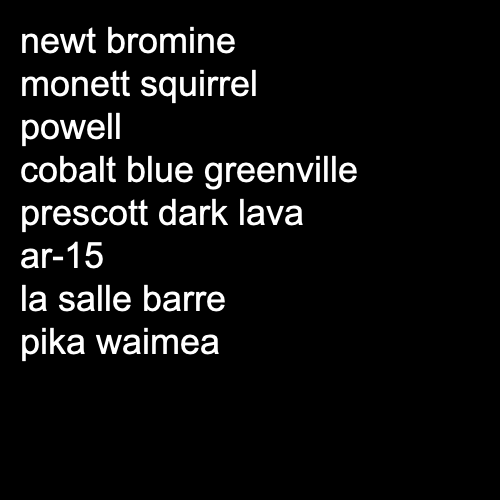 newt bromine
monett squirrel
powell
cobalt blue greenville
prescott dark lava
ar-15
la salle barre
pika waimea